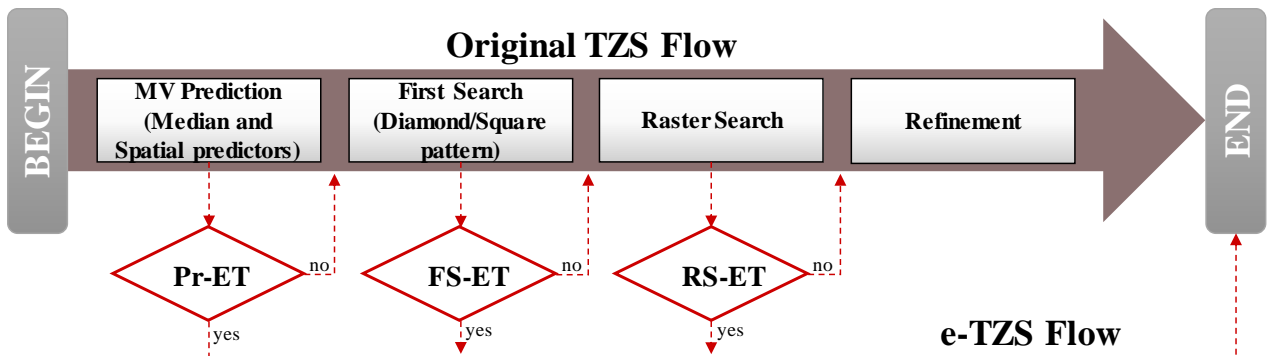 Original TZS Flow
BEGIN
MV Prediction
(Median and
Spatial predictors)
First Search
(Diamond/Square
pattern)
Raster Search
Refinement
END
Pr-ET
no
FS-ET
no
RS-ET
no
yes
yes
yes
e-TZS Flow